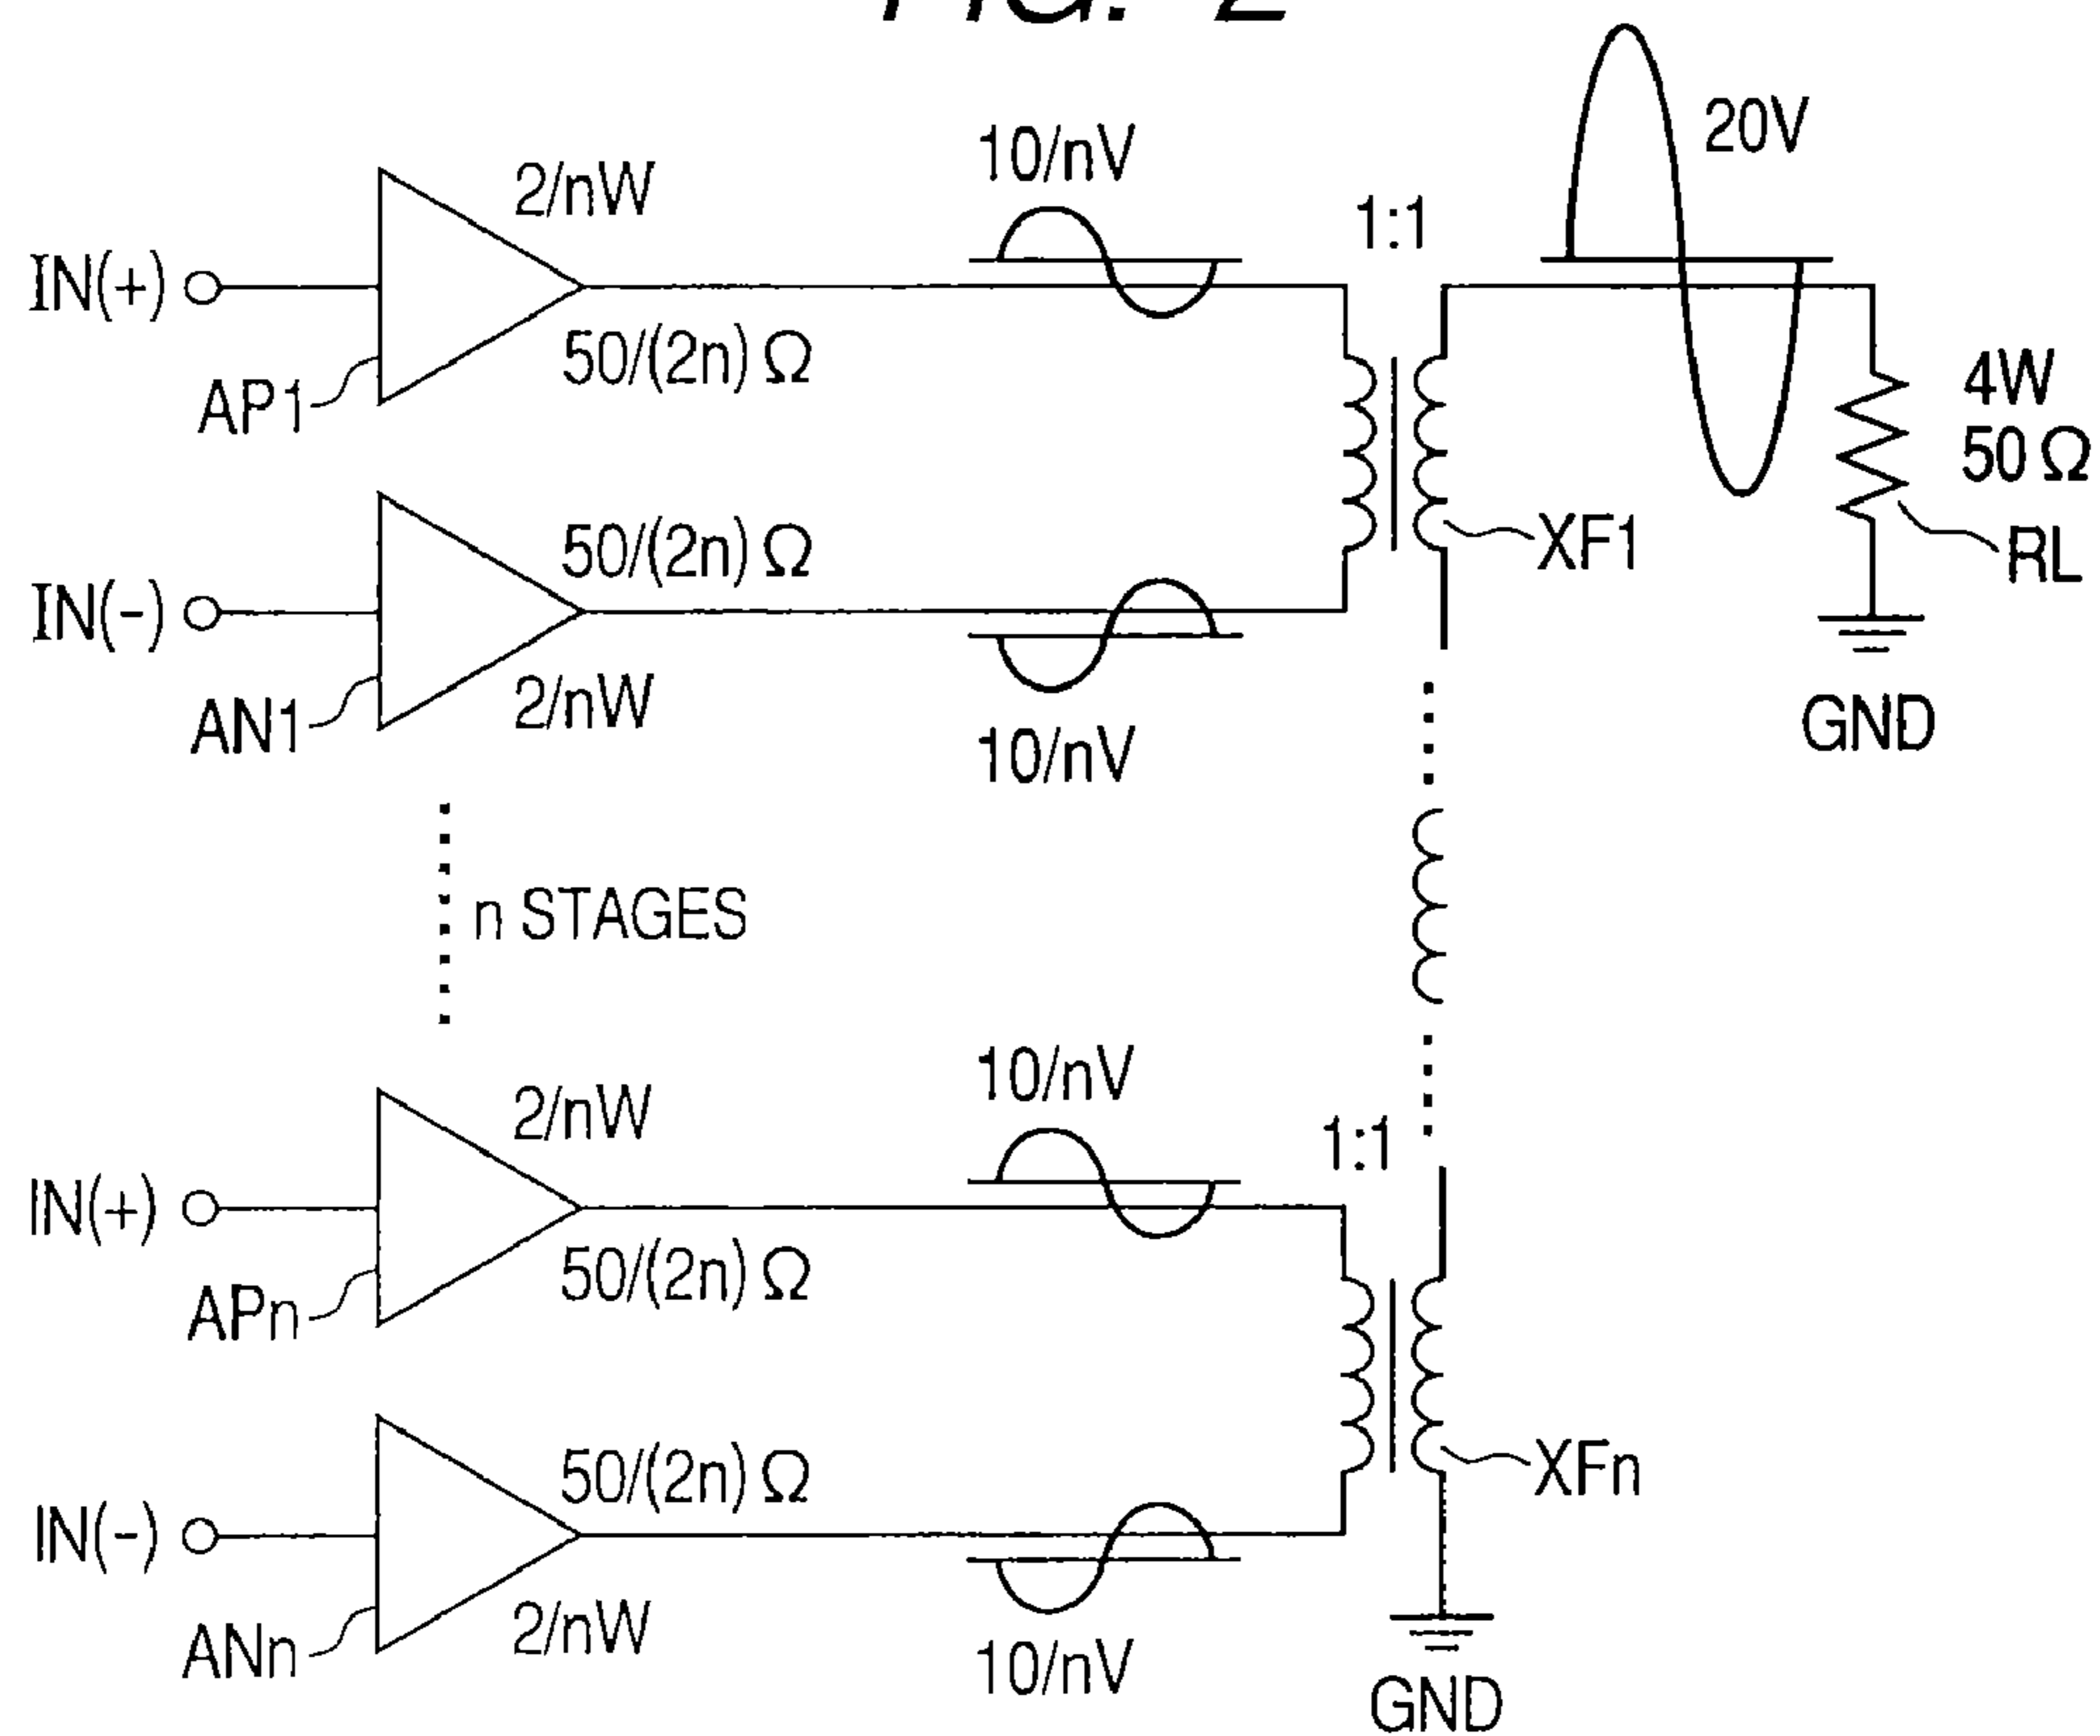 FIG. 2
20V
10/nV
2/nW
1:1
IN(+)
50/(2n) Ω
4W
50 Ω
AP1
50/(2n) Ω
XF1
RL
IN(-)
2/nW
AN1
10/nV
GND
n STAGES
10/nV
2/nW
1:1
IN(+)
50/(2n) Ω
APn
50/(2n) Ω
XFn
IN(-)
2/nW
ANn
10/nV
GND